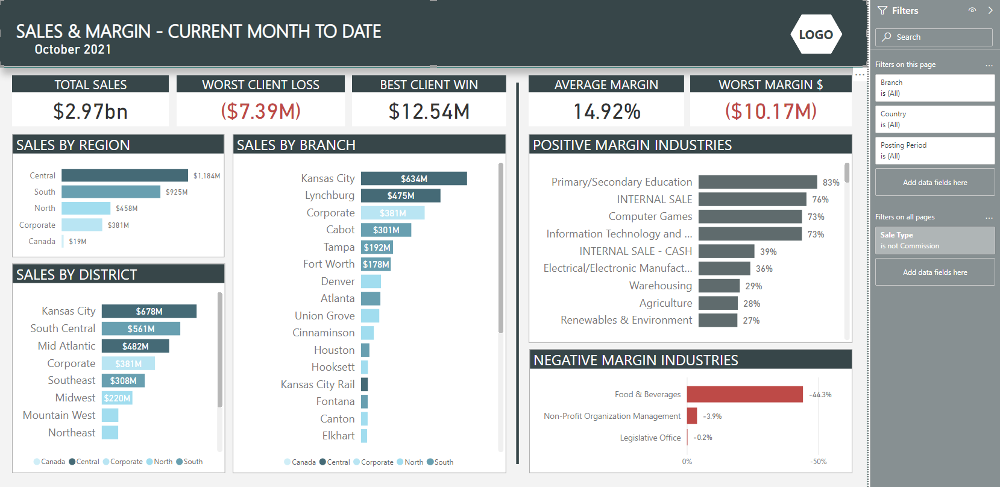 SALES & MARGIN - CURRENT MONTH TO DATE
October 2021
LOGO
TOTAL SALES
$2.97bn
WORST CLIENT LOSS
($7.39M)
BEST CLIENT WIN
$12.54M
AVERAGE MARGIN
14.92%
WORST MARGIN $
($10.17M)
SALES BY REGION
Central $1,184M
South $925M
North $458M
Corporate $381M
Canada $19M
SALES BY DISTRICT
Kansas City $678M
South Central $561M
Mid Atlantic $482M
Corporate $381M
Southeast $308M
Midwest $220M
Mountain West
Northeast
Canada Central Corporate North South
SALES BY BRANCH
Kansas City $634M
Lynchburg $475M
Corporate $381M
Cabot $301M
Tampa $192M
Fort Worth $178M
Denver
Atlanta
Union Grove
Cinnaminson
Houston
Hooksett
Kansas City Rail
Fontana
Canton
Elkhart
Canada Central Corporate North South
POSITIVE MARGIN INDUSTRIES
Primary/Secondary Education 83%
INTERNAL SALE 76%
Computer Games 73%
Information Technology and ... 73%
INTERNAL SALE - CASH 39%
Electrical/Electronic Manufact... 36%
Warehousing 29%
Agriculture 28%
Renewables & Environment 27%
NEGATIVE MARGIN INDUSTRIES
Food & Beverages -44.3%
Non-Profit Organization Management -3.9%
Legislative Office -0.2%
0% -50%
Filters
Search
Filters on this page
Branch
is (All)
Country
is (All)
Posting Period
is (All)
Add data fields here
Filters on all pages
Sale Type
is not Commission
Add data fields here